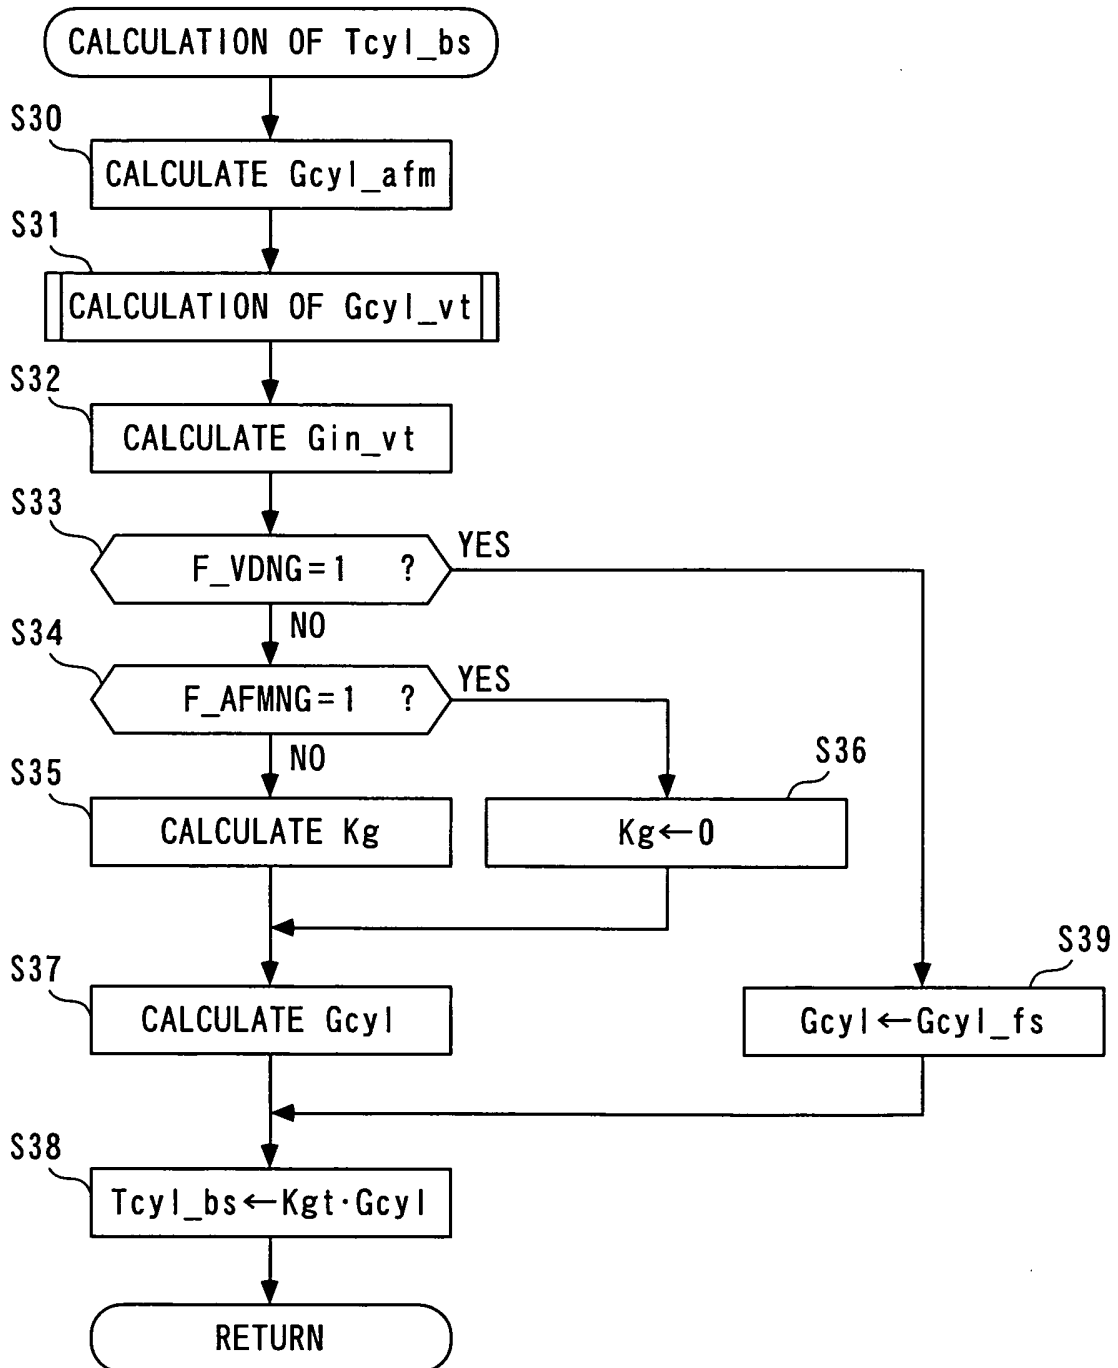 CALCULATION OF Tcyl_bs
S30
CALCULATE Gcyl_afm
S31
CALCULATION OF Gcyl_vt
S32
CALCULATE Gin_vt
S33
F_VDNG=1 ?
YES
NO
S34
F_AFMNG=1 ?
YES
NO
S35
CALCULATE Kg
S36
Kg←0
S37
CALCULATE Gcyl
S39
Gcyl←Gcyl_fs
S38
Tcyl_bs←Kgt·Gcyl
RETURN